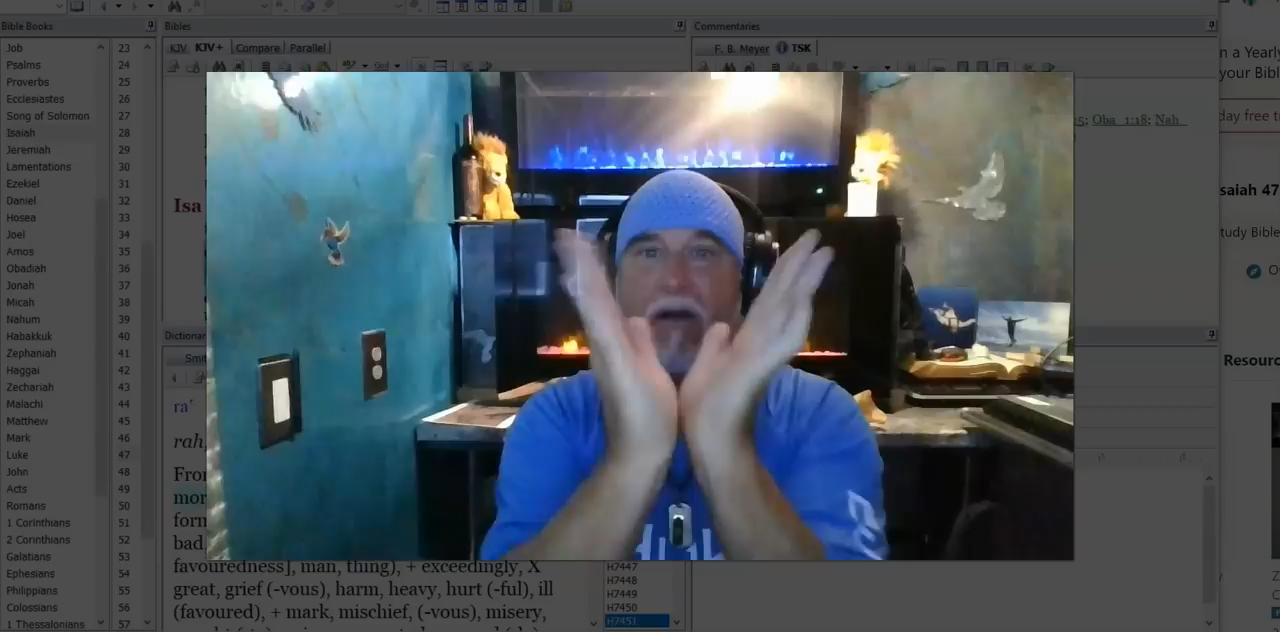 Bible Books
Bibles
Commentaries
KJV KJV+ Compare Parallel
F. B. Meyer TSK
Job
Psalms
Proverbs
Ecclesiastes
Song of Solomon
Isaiah
Jeremiah
Lamentations
Ezekiel
Daniel
Hosea
Joel
Amos
Obadiah
Jonah
Micah
Nahum
Habakkuk
Zephaniah
Haggai
Zechariah
Malachi
Matthew
Mark
Luke
John
Acts
Romans
1 Corinthians
2 Corinthians
Galatians
Ephesians
Philippians
Colossians
1 Thessalonians
23
24
25
26
27
28
29
30
31
32
33
34
35
36
37
38
39
40
41
42
43
44
45
46
47
48
49
50
51
52
53
54
55
56
57
Isa
5; Oba 1:18; Nah
n a Yearly
your Bibl
day free t
saiah 47
tudy Bible
O
Resourc
Dictionar
Smi
ra'
rah,
From
mor
form
bad
favouredness], man, thing), + exceedingly, X
great, grief (-vous), harm, heavy, hurt (-ful), ill
(favoured), + mark, mischief, (-vous), misery,
H7447
H7448
H7449
H7450
H7451